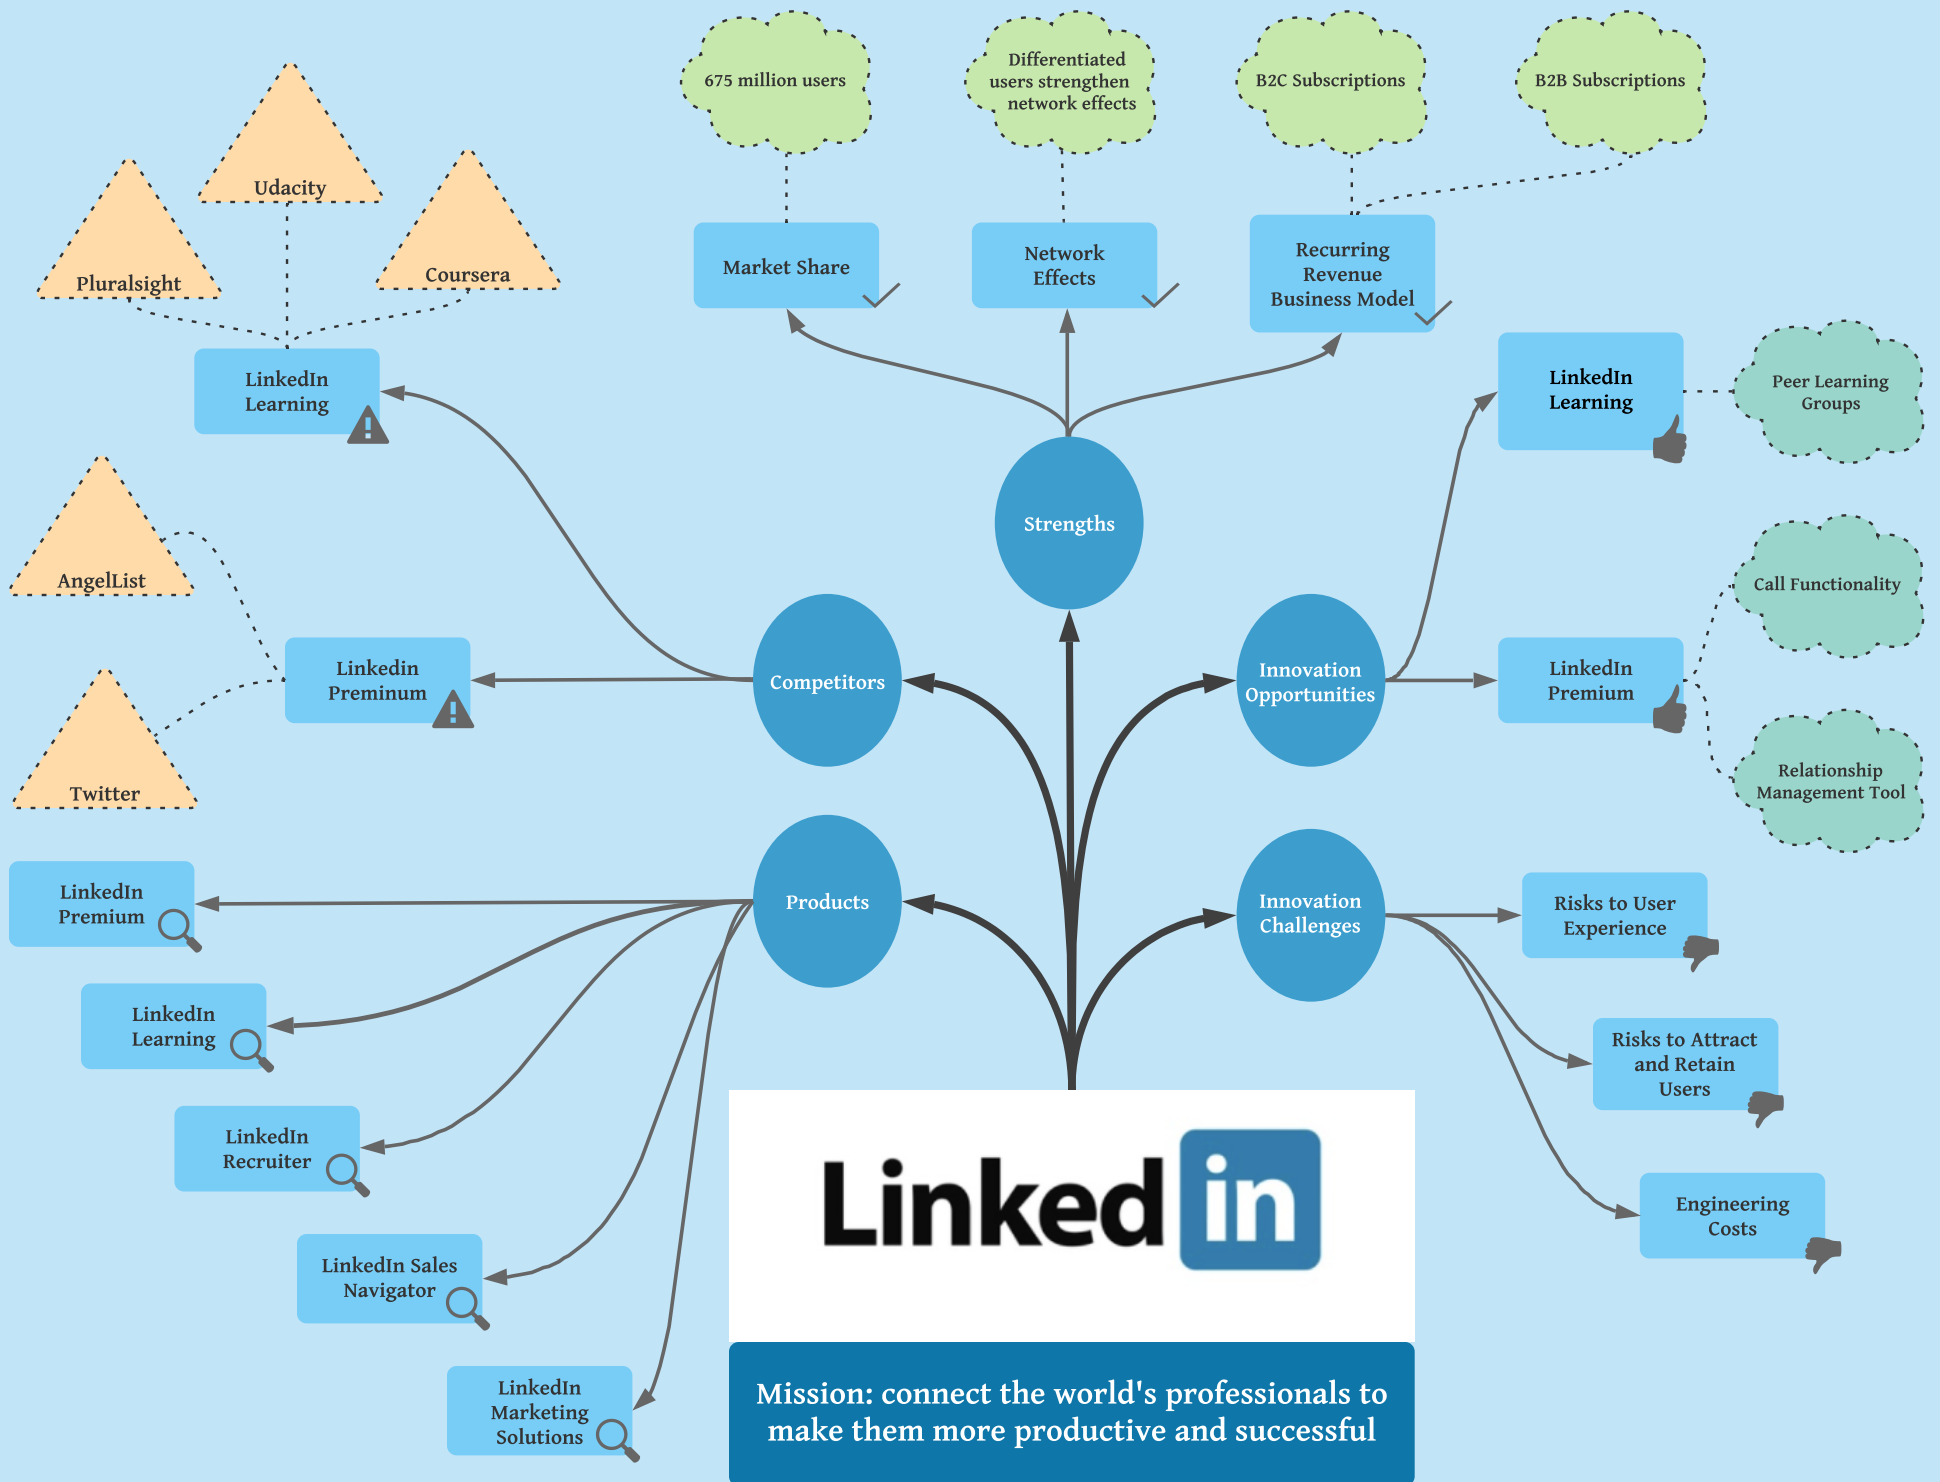 675 million users
Differentiated
users strengthen
network effects
B2C Subscriptions
B2B Subscriptions
Udacity
Pluralsight
Coursera
Market Share
Network
Effects
Recurring
Revenue
Business Model
LinkedIn
Learning
LinkedIn
Learning
Peer Learning
Groups
Strengths
AngelList
Call Functionality
Linkedin
Preminum
Competitors
Innovation
Opportunities
LinkedIn
Premium
Twitter
Relationship
Management Tool
LinkedIn
Premium
Products
Innovation
Challenges
Risks to User
Experience
LinkedIn
Learning
Risks to Attract
and Retain
Users
LinkedIn
Recruiter
Linked in
Engineering
Costs
LinkedIn Sales
Navigator
LinkedIn
Marketing
Solutions
Mission: connect the world's professionals to
make them more productive and successful